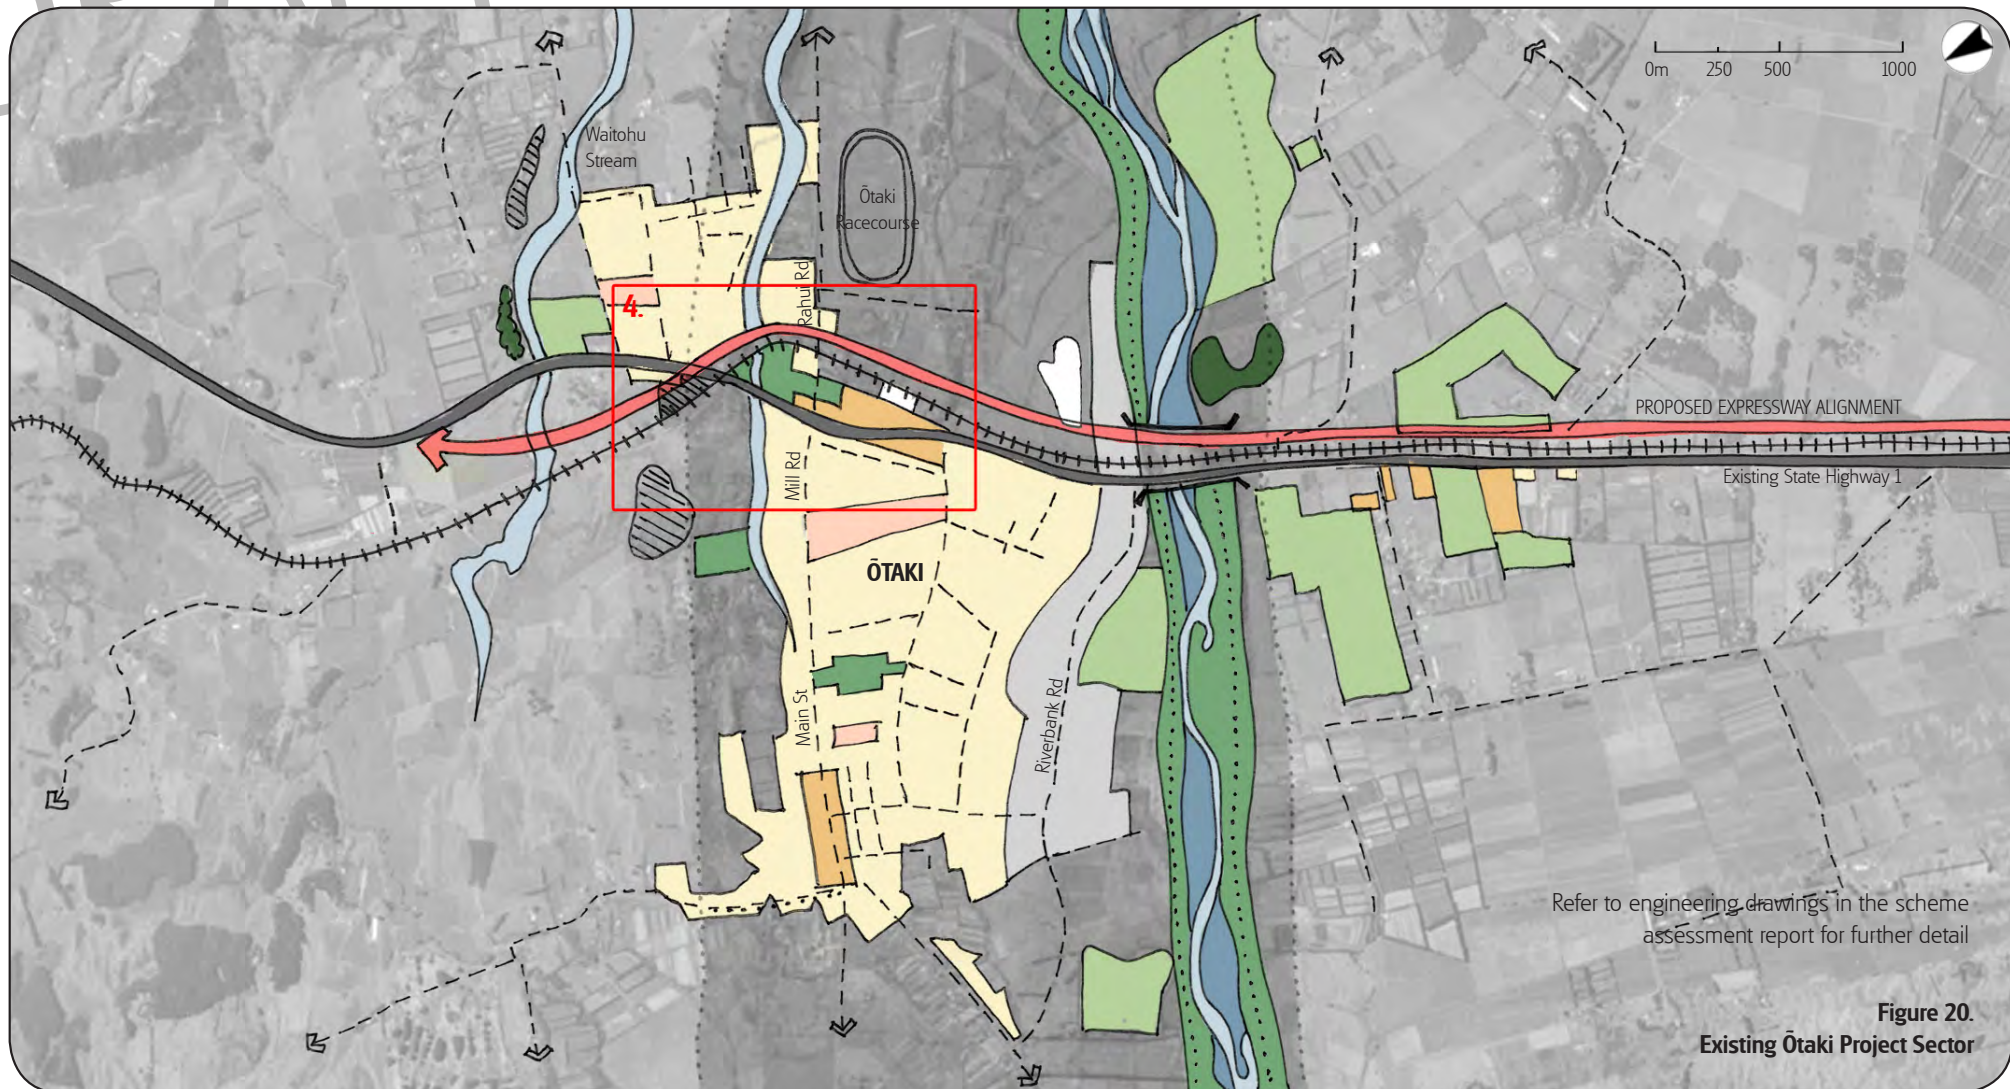 0m 250 500 1000
Waitohu
Stream
Ōtaki
Racecourse
Rahui Rd
4.
PROPOSED EXPRESSWAY ALIGNMENT
Existing State Highway 1
Mill Rd
ŌTAKI
Main St
Riverbank Rd
Refer to engineering drawings in the scheme
assessment report for further detail
Figure 20.
Existing Ōtaki Project Sector